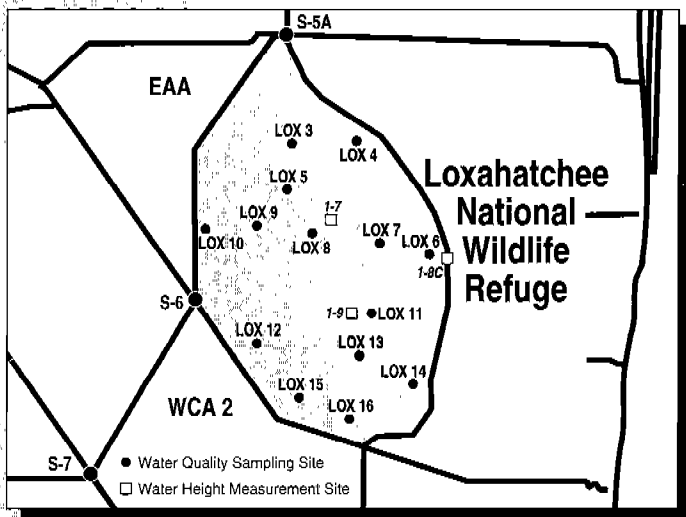 S-5A
EAA
LOX 3
LOX 4
Loxahatchee
National
Wildlife
Refuge
LOX 5
1-7
LOX 9
LOX 10
LOX 8
LOX 7
LOX 6
1-8C
S-6
1-9
LOX 11
LOX 12
LOX 13
LOX 14
LOX 15
WCA 2
LOX 16
S-7
Water Quality Sampling Site
Water Height Measurement Site